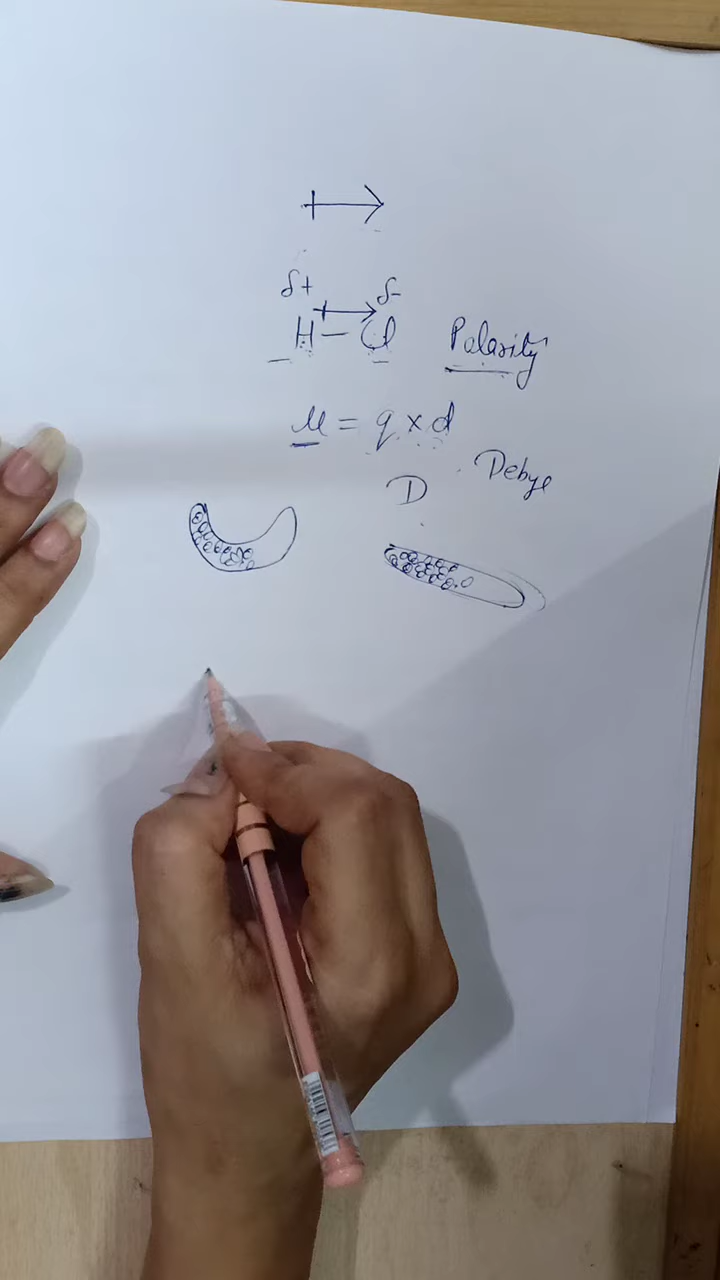 δ+ δ-
H – Cl Polarity
μ = q × d
D Debye